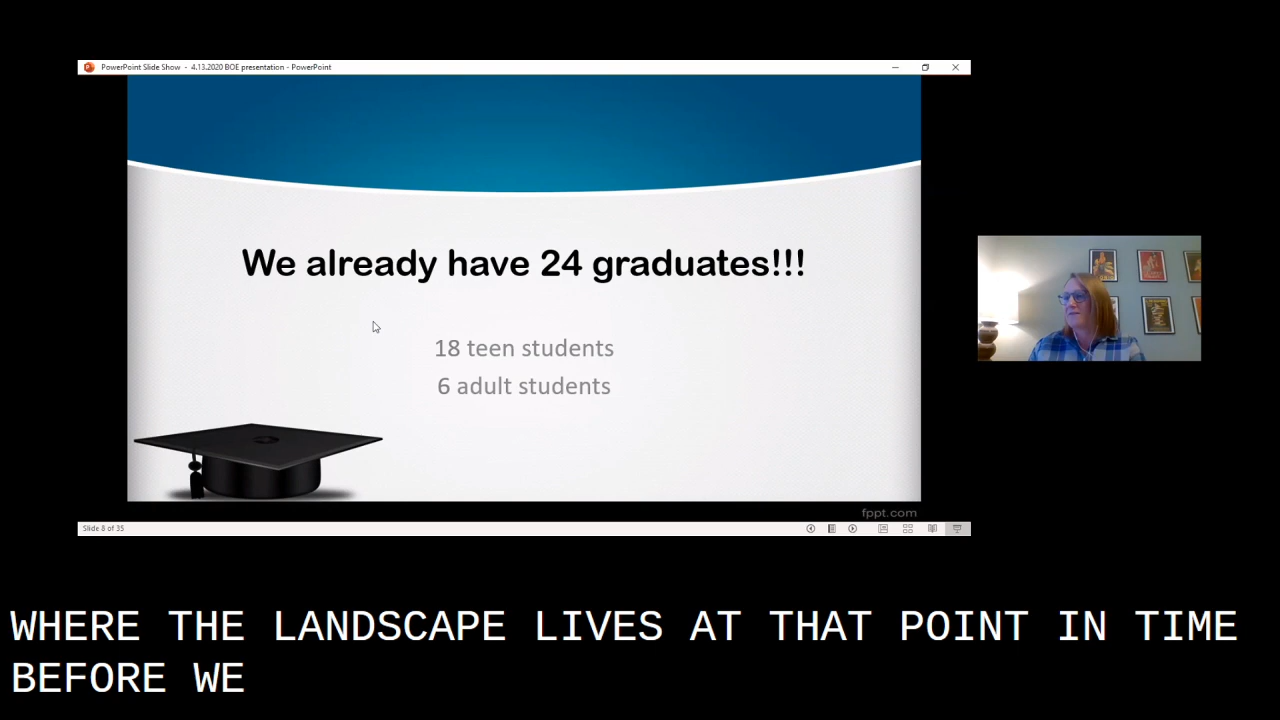 PowerPoint Slide Show - 4.13.2020 BOE presentation - PowerPoint
We already have 24 graduates!!!
18 teen students
6 adult students
fppt.com
Slide 8 of 35
WHERE THE LANDSCAPE LIVES AT THAT POINT IN TIME
BEFORE WE